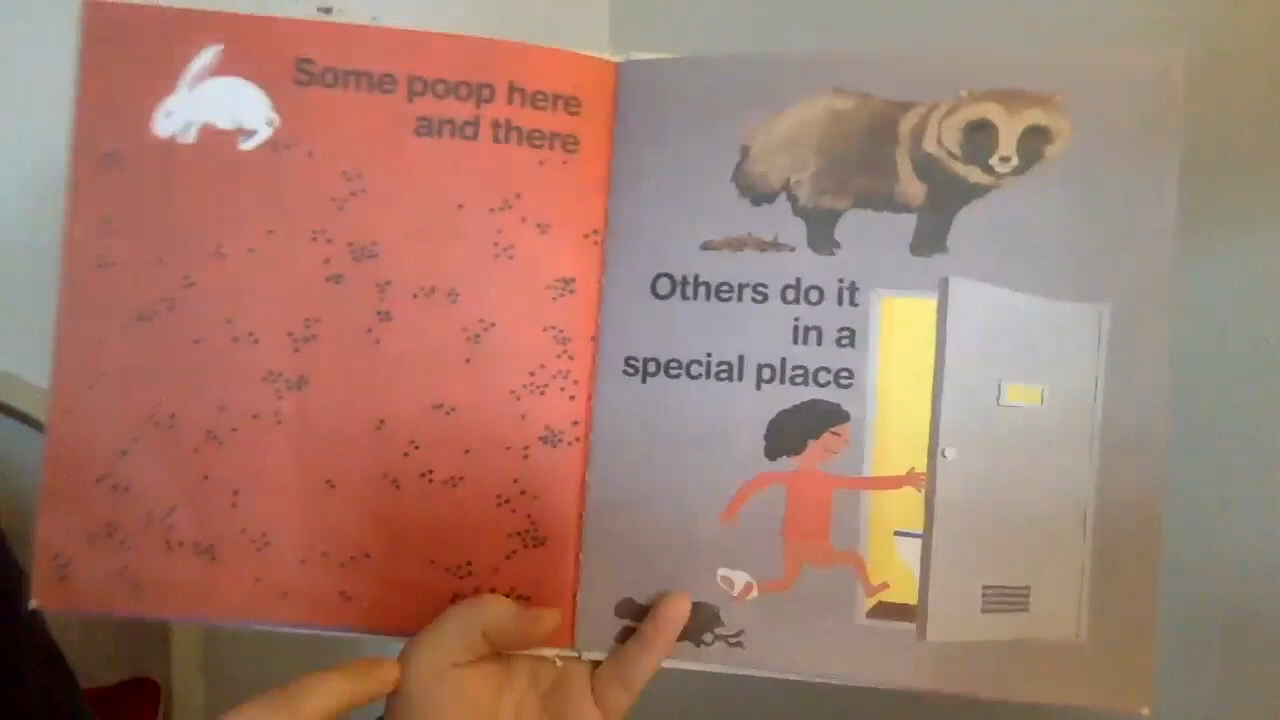 Some poop here
and there
Others do it
in a
special place